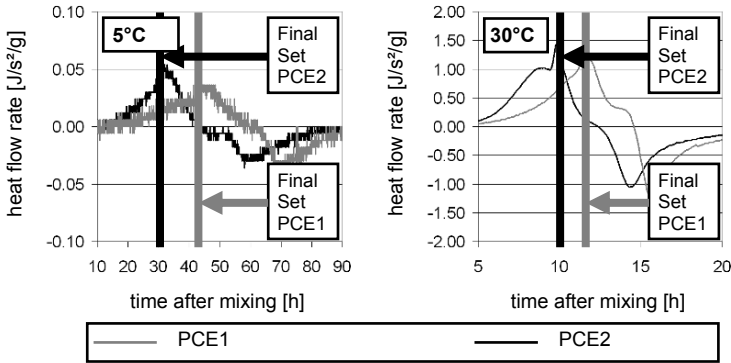 5°C
Final
Set
PCE2
heat flow rate [J/s²/g]
0.10
0.05
0.00
-0.05
-0.10
Final
Set
PCE1
10 20 30 40 50 60 70 80 90
time after mixing [h]
30°C
Final
Set
PCE2
heat flow rate [J/s²/g]
2.00
1.50
1.00
0.50
0.00
-0.50
-1.00
-1.50
-2.00
Final
Set
PCE1
5 10 15 20
time after mixing [h]
PCE1 PCE2